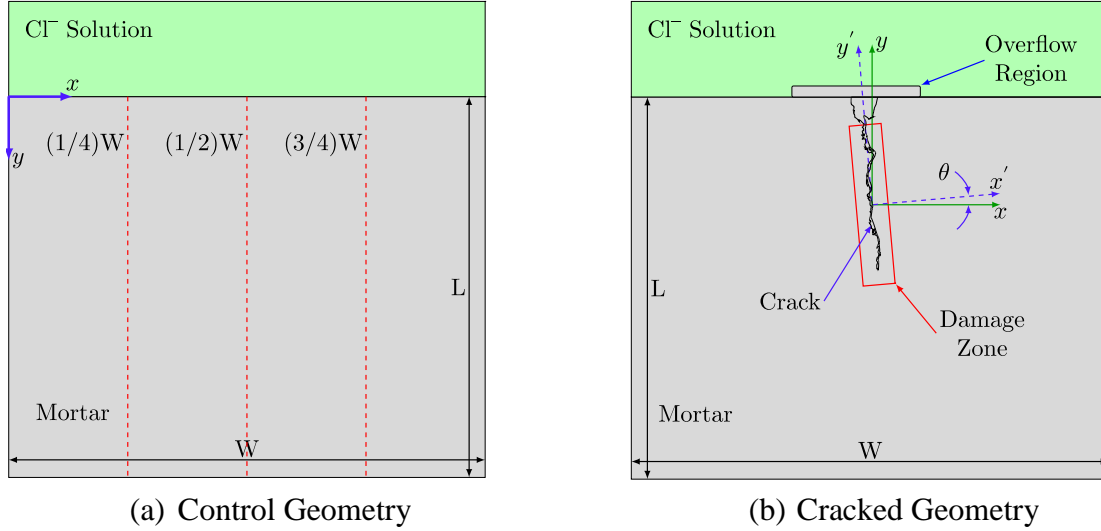 Cl⁻ Solution
x
y
(1/4)W
(1/2)W
(3/4)W
L
Mortar
W
(a) Control Geometry
Cl⁻ Solution
y′
y
Overflow
Region
θ
x′
x
L
Crack
Damage
Zone
Mortar
W
(b) Cracked Geometry